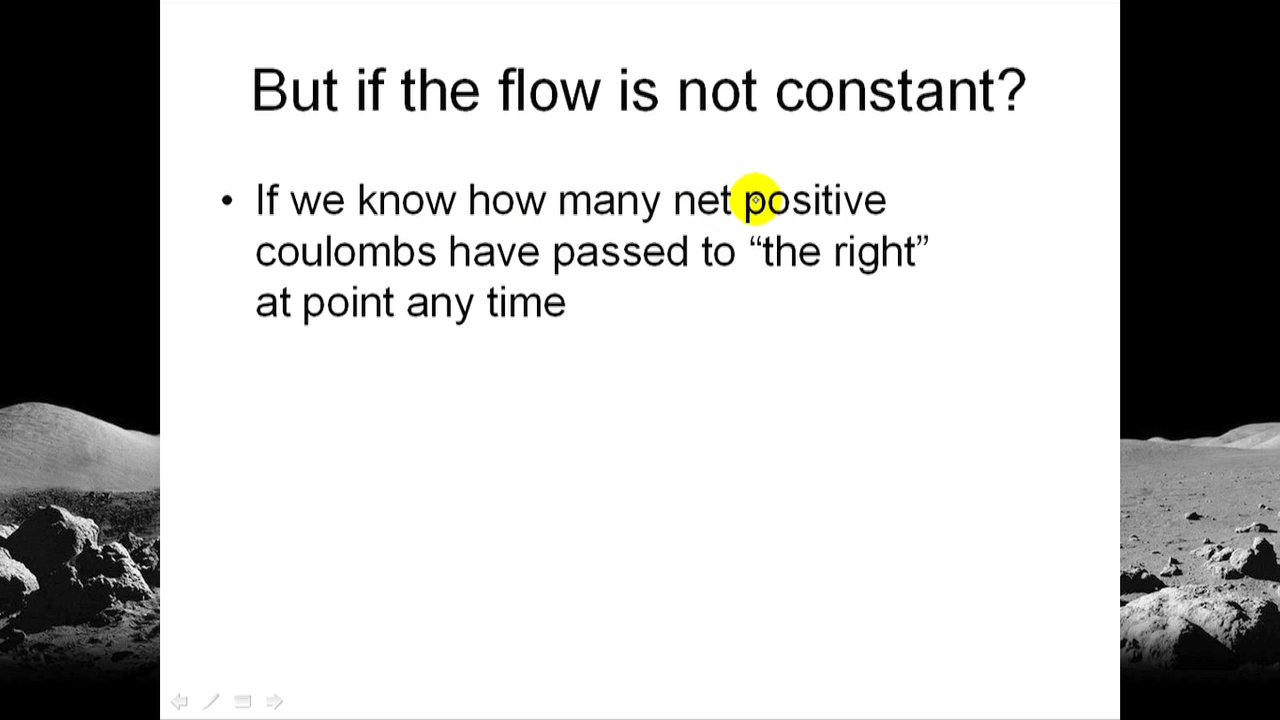 But if the flow is not constant?
• If we know how many net positive
coulombs have passed to “the right”
at point any time